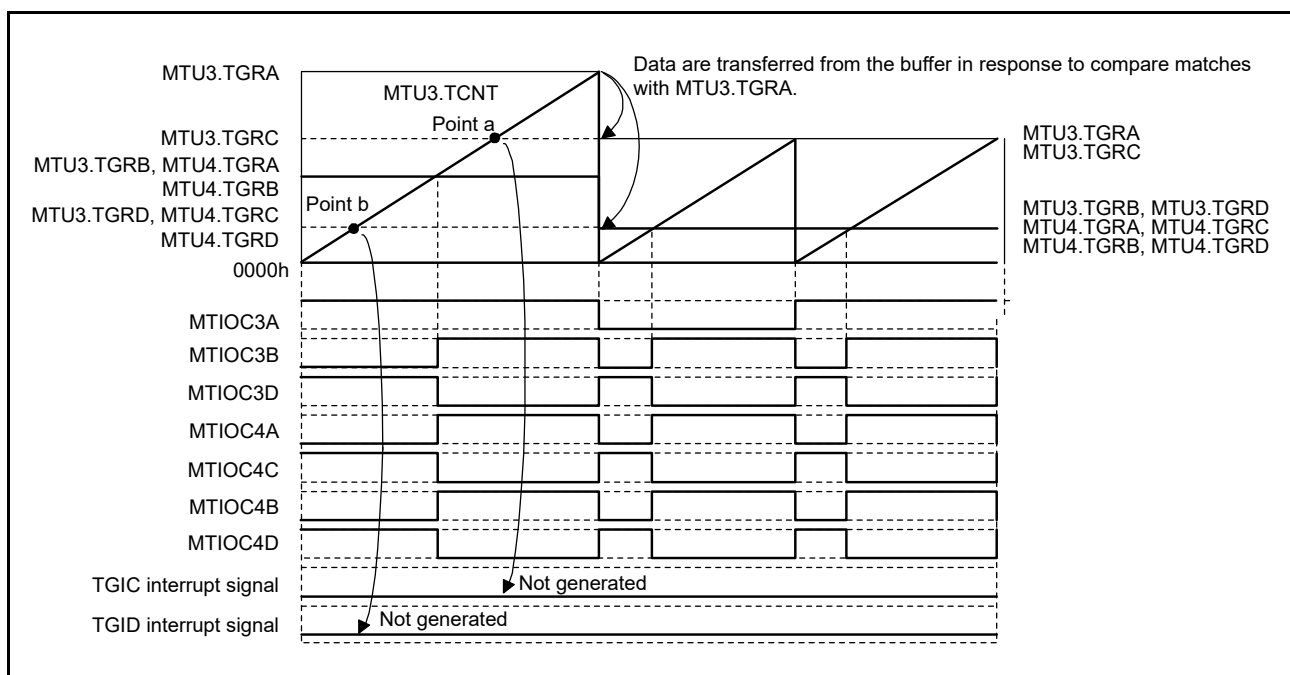 Data are transferred from the buffer in response to compare matches
with MTU3.TGRA.
MTU3.TGRA
MTU3.TCNT
Point a
MTU3.TGRC
MTU3.TGRB, MTU4.TGRA
MTU4.TGRB
Point b
MTU3.TGRD, MTU4.TGRC
MTU4.TGRD
0000h
MTU3.TGRA
MTU3.TGRC
MTU3.TGRB, MTU3.TGRD
MTU4.TGRA, MTU4.TGRC
MTU4.TGRB, MTU4.TGRD
MTIOC3A
MTIOC3B
MTIOC3D
MTIOC4A
MTIOC4C
MTIOC4B
MTIOC4D
TGIC interrupt signal
Not generated
TGID interrupt signal
Not generated